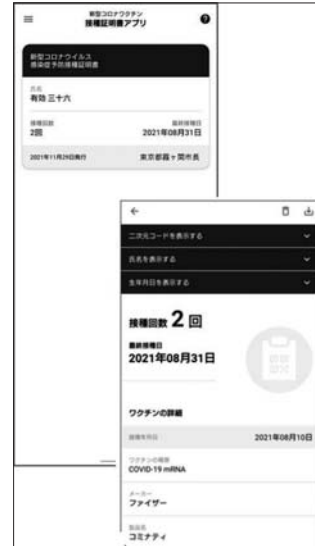 新型コロナワクチン
接種証明書アプリ
新型コロナウイルス
感染症予防接種証明書
氏名
有効 三十六
接種回数
2回
最終接種日
2021年08月31日
2021年11月29日発行
東京都霞ヶ関市長
二次元コードを表示する
氏名を表示する
生年月日を表示する
接種回数 2 回
最終接種日
2021年08月31日
ワクチンの詳細
接種年月日
2021年08月10日
ワクチンの種類
COVID-19 mRNA
メーカー
ファイザー
製品名
コミナティ